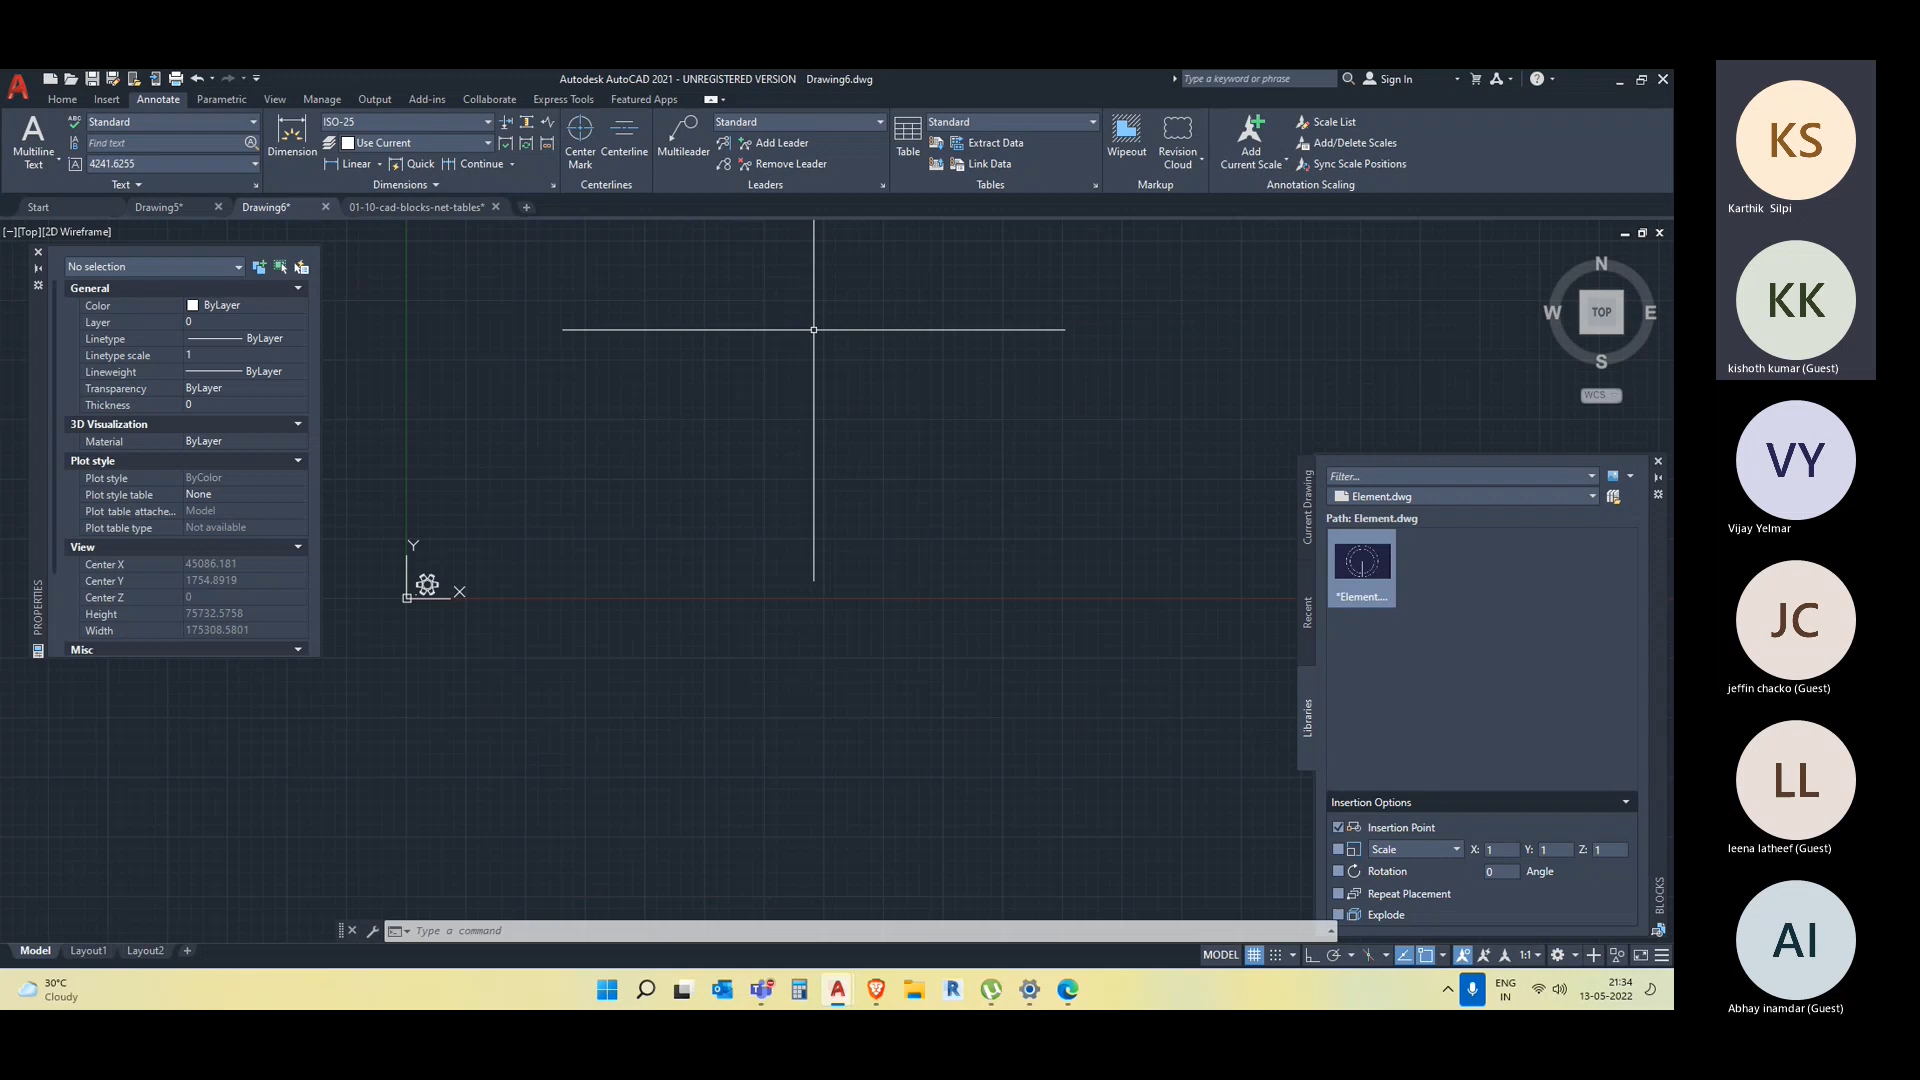 Autodesk AutoCAD 2021 - UNREGISTERED VERSION Drawing6.dwg
Type a keyword or phrase
Sign In
Home Insert Annotate Parametric View Manage Output Add-ins Collaborate Express Tools Featured Apps
Multiline Text
ABC
Standard
Find text
4241.6255
Text
Dimension
ISO-25
Use Current
Linear Quick Continue
Dimensions
Center Mark
Centerline
Centerlines
Multileader
Standard
Add Leader
Remove Leader
Leaders
Table
Standard
Extract Data
Link Data
Tables
Wipeout
Revision Cloud
Markup
Add Current Scale
Scale List
Add/Delete Scales
Sync Scale Positions
Annotation Scaling
Start Drawing5* Drawing6* 01-10-cad-blocks-net-tables*
[−][Top][2D Wireframe]
No selection
General
Color ByLayer
Layer 0
Linetype ByLayer
Linetype scale 1
Lineweight ByLayer
Transparency ByLayer
Thickness 0
3D Visualization
Material ByLayer
Plot style
Plot style ByColor
Plot style table None
Plot table attache... Model
Plot table type Not available
View
Center X 45086.181
Center Y 1754.8919
Center Z 0
Height 75732.5758
Width 175308.5801
Misc
PROPERTIES
Y
X
N
W TOP E
S
WCS
Current Drawing
Recent
Libraries
Filter...
Element.dwg
Path: Element.dwg
*Element....
Insertion Options
Insertion Point
Scale X: 1 Y: 1 Z: 1
Rotation 0 Angle
Repeat Placement
Explode
BLOCKS
Type a command
Model Layout1 Layout2
MODEL
1:1
30°C
Cloudy
ENG
IN
21:34
13-05-2022
KS
Karthik Silpi
KK
kishoth kumar (Guest)
VY
Vijay Yelmar
JC
jeffin chacko (Guest)
LL
leena latheef (Guest)
AI
Abhay inamdar (Guest)